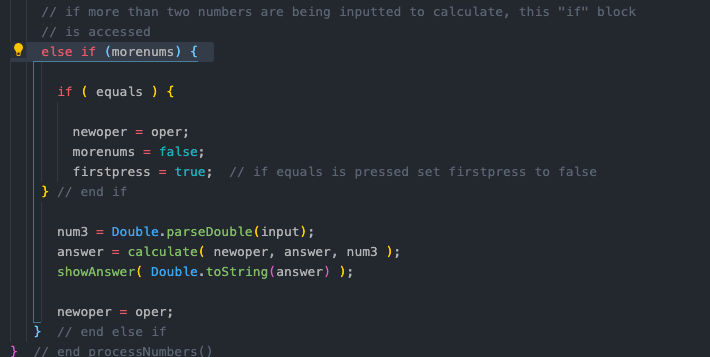 // if more than two numbers are being inputted to calculate, this "if" block
// is accessed
else if (morenums) {
if ( equals ) {
newoper = oper;
morenums = false;
firstpress = true;  // if equals is pressed set firstpress to false
} // end if
num3 = Double.parseDouble(input);
answer = calculate( newoper, answer, num3 );
showAnswer( Double.toString(answer) );
newoper = oper;
}  // end else if
}  // end processNumbers()